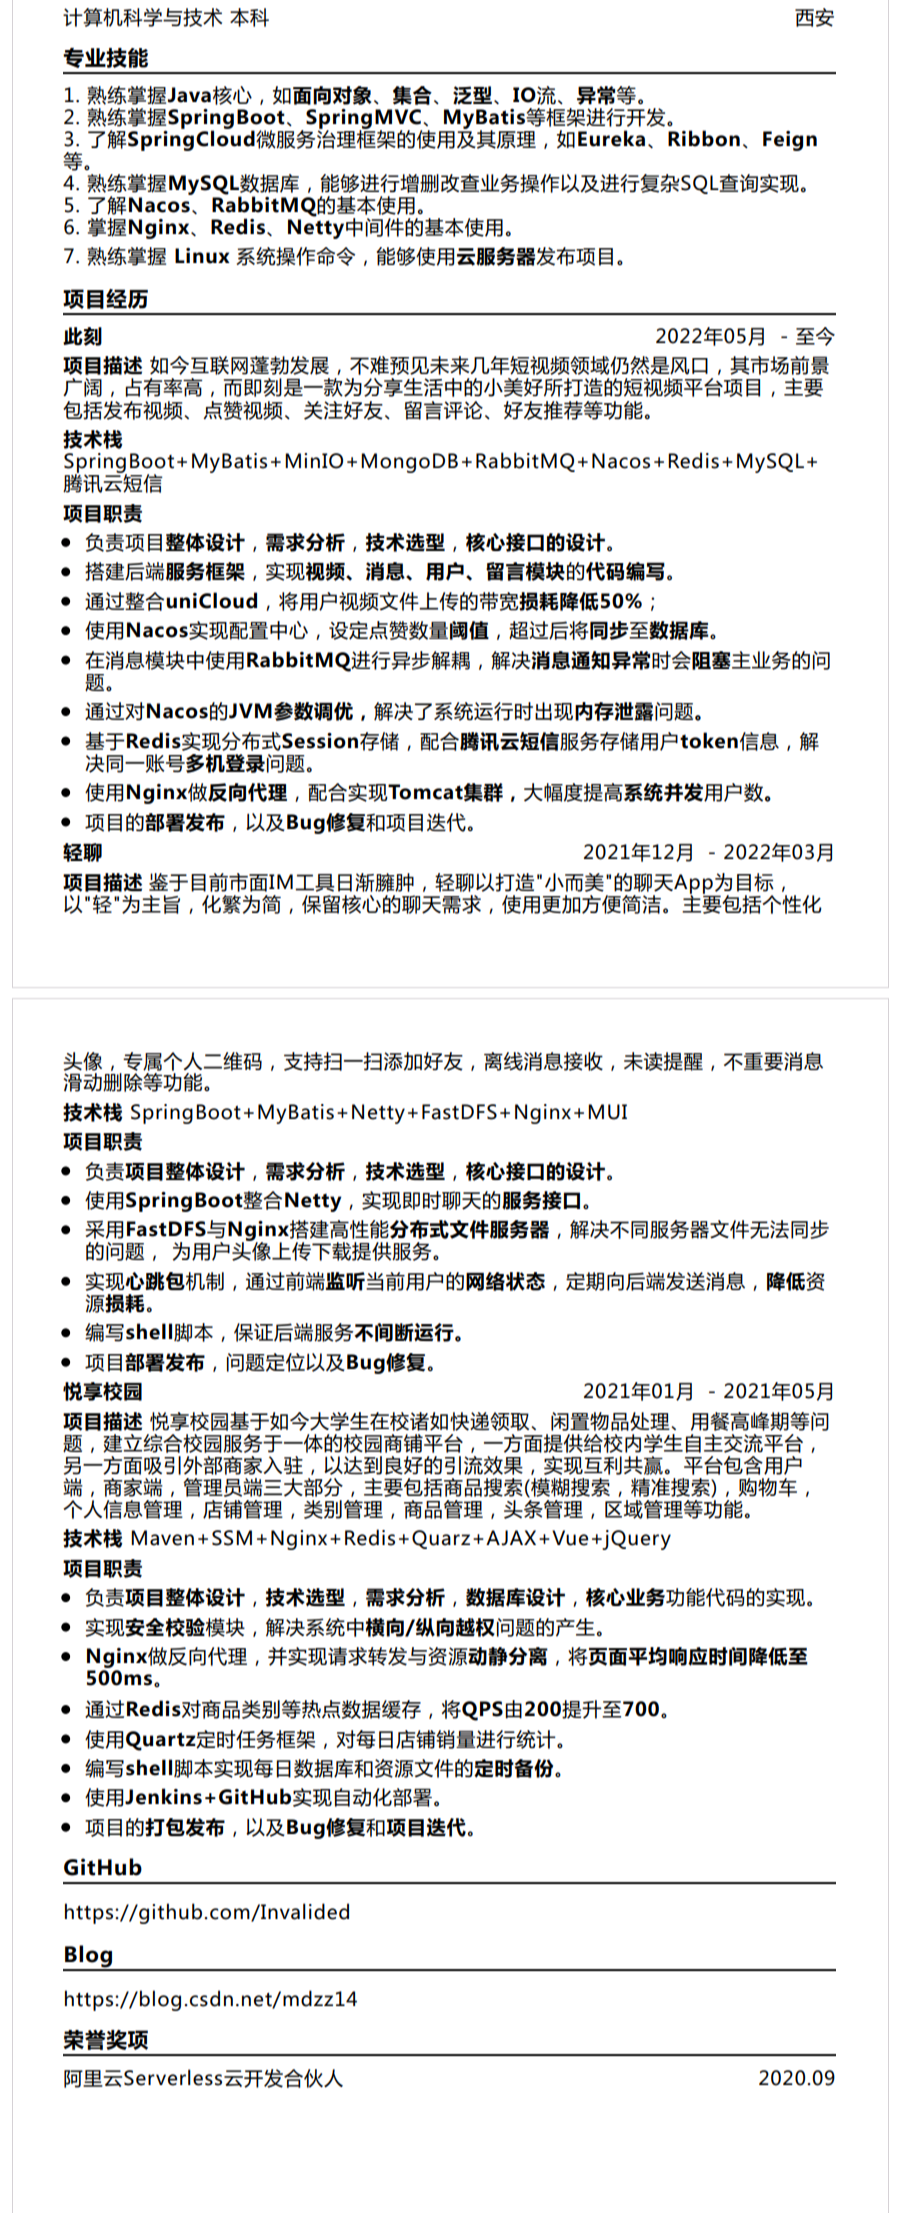 计算机科学与技术 本科 西安
专业技能
1. 熟练掌握Java核心，如面向对象、集合、泛型、IO流、异常等。
2. 熟练掌握SpringBoot、SpringMVC、MyBatis等框架进行开发。
3. 了解SpringCloud微服务治理框架的使用及其原理，如Eureka、Ribbon、Feign
等。
4. 熟练掌握MySQL数据库，能够进行增删改查业务操作以及进行复杂SQL查询实现。
5. 了解Nacos、RabbitMQ的基本使用。
6. 掌握Nginx、Redis、Netty中间件的基本使用。
7. 熟练掌握 Linux 系统操作命令，能够使用云服务器发布项目。
项目经历
此刻 2022年05月 - 至今
项目描述 如今互联网蓬勃发展，不难预见未来几年短视频领域仍然是风口，其市场前景
广阔，占有率高，而即刻是一款为分享生活中的小美好所打造的短视频平台项目，主要
包括发布视频、点赞视频、关注好友、留言评论、好友推荐等功能。
技术栈
SpringBoot+MyBatis+MinIO+MongoDB+RabbitMQ+Nacos+Redis+MySQL+
腾讯云短信
项目职责
• 负责项目整体设计，需求分析，技术选型，核心接口的设计。
• 搭建后端服务框架，实现视频、消息、用户、留言模块的代码编写。
• 通过整合uniCloud，将用户视频文件上传的带宽损耗降低50%；
• 使用Nacos实现配置中心，设定点赞数量阈值，超过后将同步至数据库。
• 在消息模块中使用RabbitMQ进行异步解耦，解决消息通知异常时会阻塞主业务的问
题。
• 通过对Nacos的JVM参数调优，解决了系统运行时出现内存泄露问题。
• 基于Redis实现分布式Session存储，配合腾讯云短信服务存储用户token信息，解
决同一账号多机登录问题。
• 使用Nginx做反向代理，配合实现Tomcat集群，大幅度提高系统并发用户数。
• 项目的部署发布，以及Bug修复和项目迭代。
轻聊 2021年12月 - 2022年03月
项目描述 鉴于目前市面IM工具日渐臃肿，轻聊以打造"小而美"的聊天App为目标，
以"轻"为主旨，化繁为简，保留核心的聊天需求，使用更加方便简洁。主要包括个性化
头像，专属个人二维码，支持扫一扫添加好友，离线消息接收，未读提醒，不重要消息
滑动删除等功能。
技术栈 SpringBoot+MyBatis+Netty+FastDFS+Nginx+MUI
项目职责
• 负责项目整体设计，需求分析，技术选型，核心接口的设计。
• 使用SpringBoot整合Netty，实现即时聊天的服务接口。
• 采用FastDFS与Nginx搭建高性能分布式文件服务器，解决不同服务器文件无法同步
的问题， 为用户头像上传下载提供服务。
• 实现心跳包机制，通过前端监听当前用户的网络状态，定期向后端发送消息，降低资
源损耗。
• 编写shell脚本，保证后端服务不间断运行。
• 项目部署发布，问题定位以及Bug修复。
悦享校园 2021年01月 - 2021年05月
项目描述 悦享校园基于如今大学生在校诸如快递领取、闲置物品处理、用餐高峰期等问
题，建立综合校园服务于一体的校园商铺平台，一方面提供给校内学生自主交流平台，
另一方面吸引外部商家入驻，以达到良好的引流效果，实现互利共赢。平台包含用户
端，商家端，管理员端三大部分，主要包括商品搜索(模糊搜索，精准搜索)，购物车，
个人信息管理，店铺管理，类别管理，商品管理，头条管理，区域管理等功能。
技术栈 Maven+SSM+Nginx+Redis+Quarz+AJAX+Vue+jQuery
项目职责
• 负责项目整体设计，技术选型，需求分析，数据库设计，核心业务功能代码的实现。
• 实现安全校验模块，解决系统中横向/纵向越权问题的产生。
• Nginx做反向代理，并实现请求转发与资源动静分离，将页面平均响应时间降低至
500ms。
• 通过Redis对商品类别等热点数据缓存，将QPS由200提升至700。
• 使用Quartz定时任务框架，对每日店铺销量进行统计。
• 编写shell脚本实现每日数据库和资源文件的定时备份。
• 使用Jenkins+GitHub实现自动化部署。
• 项目的打包发布，以及Bug修复和项目迭代。
GitHub
https://github.com/Invalided
Blog
https://blog.csdn.net/mdzz14
荣誉奖项
阿里云Serverless云开发合伙人 2020.09